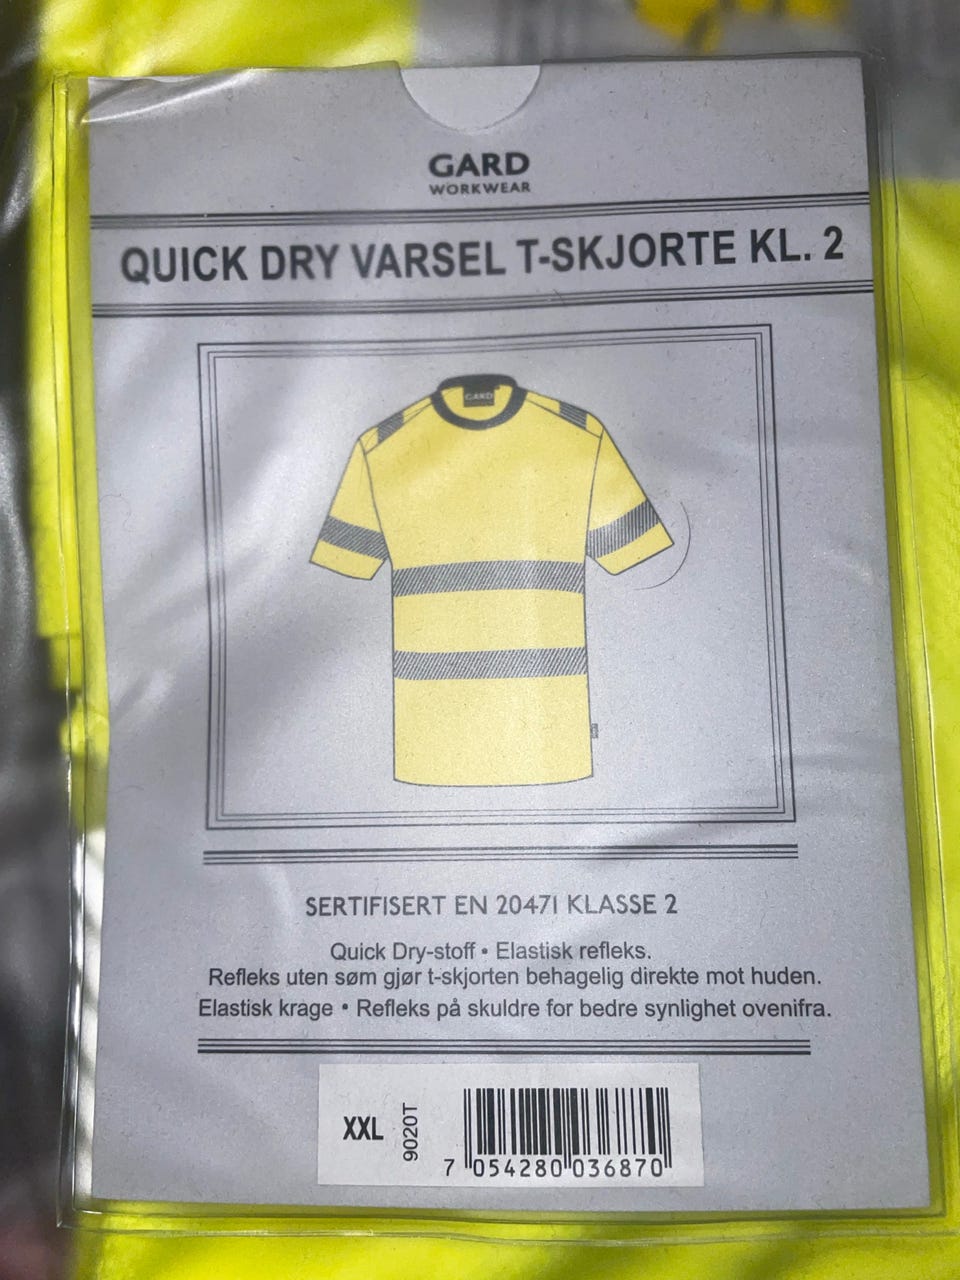 GARD
WORKWEAR
QUICK DRY VARSEL T-SKJORTE KL. 2
GARD
SERTIFISERT EN 20471 KLASSE 2
Quick Dry-stoff • Elastisk refleks.
Refleks uten søm gjør t-skjorten behagelig direkte mot huden.
Elastisk krage • Refleks på skuldre for bedre synlighet ovenifra.
XXL
9020T
7 054280 036870